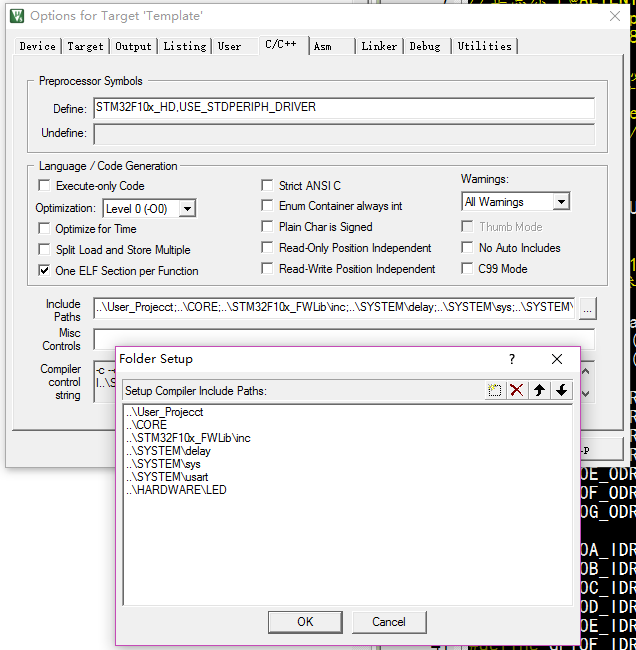 Options for Target 'Template'
Device Target Output Listing User C/C++ Asm Linker Debug Utilities
Preprocessor Symbols
Define: STM32F10x_HD,USE_STDPERIPH_DRIVER
Undefine:
Language / Code Generation
Execute-only Code
Strict ANSI C
Warnings:
Optimization: Level 0 (-O0)
Enum Container always int
All Warnings
Optimize for Time
Plain Char is Signed
Thumb Mode
Split Load and Store Multiple
Read-Only Position Independent
No Auto Includes
One ELF Section per Function
Read-Write Position Independent
C99 Mode
Include Paths
..\User_Projecct;..\CORE;..\STM32F10x_FWLib\inc;..\SYSTEM\delay;..\SYSTEM\sys;..\SYSTEM\
...
Misc Controls
Compiler control string
Folder Setup
?
Setup Compiler Include Paths:
..\User_Projecct
..\CORE
..\STM32F10x_FWLib\inc
..\SYSTEM\delay
..\SYSTEM\sys
..\SYSTEM\usart
..\HARDWARE\LED
OK Cancel
OE_ODR
OF_ODR
OG_ODR
OA_IDR
OB_IDR
OC_IDR
OD_IDR
OE_IDR